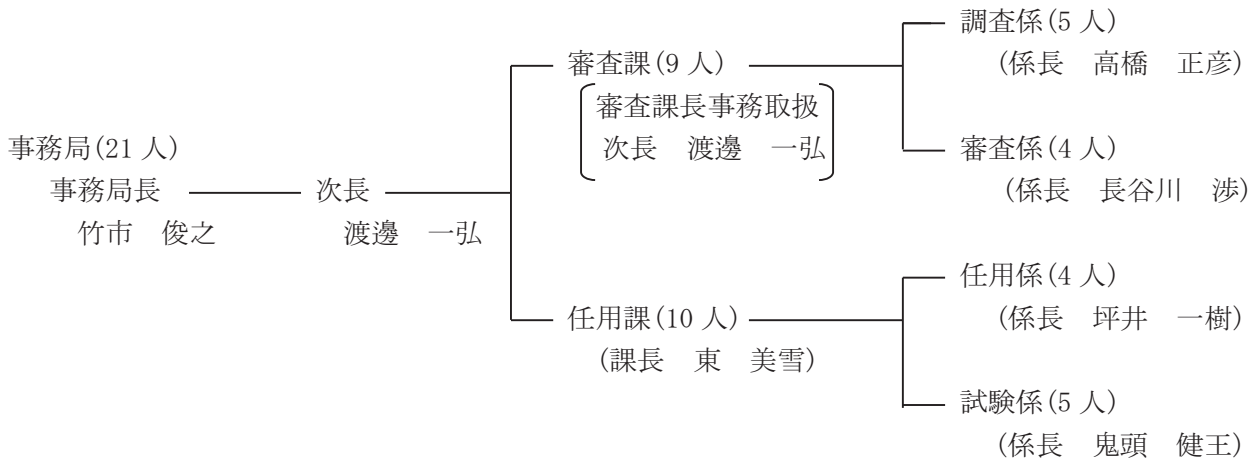 事務局(21 人)
事務局長
竹市 俊之
次長
渡邊 一弘
審査課(9 人)
審査課長事務取扱
次長 渡邊 一弘
調査係(5 人)
(係長 高橋 正彦)
審査係(4 人)
(係長 長谷川 渉)
任用課(10 人)
(課長 東 美雪)
任用係(4 人)
(係長 坪井 一樹)
試験係(5 人)
(係長 鬼頭 健王)